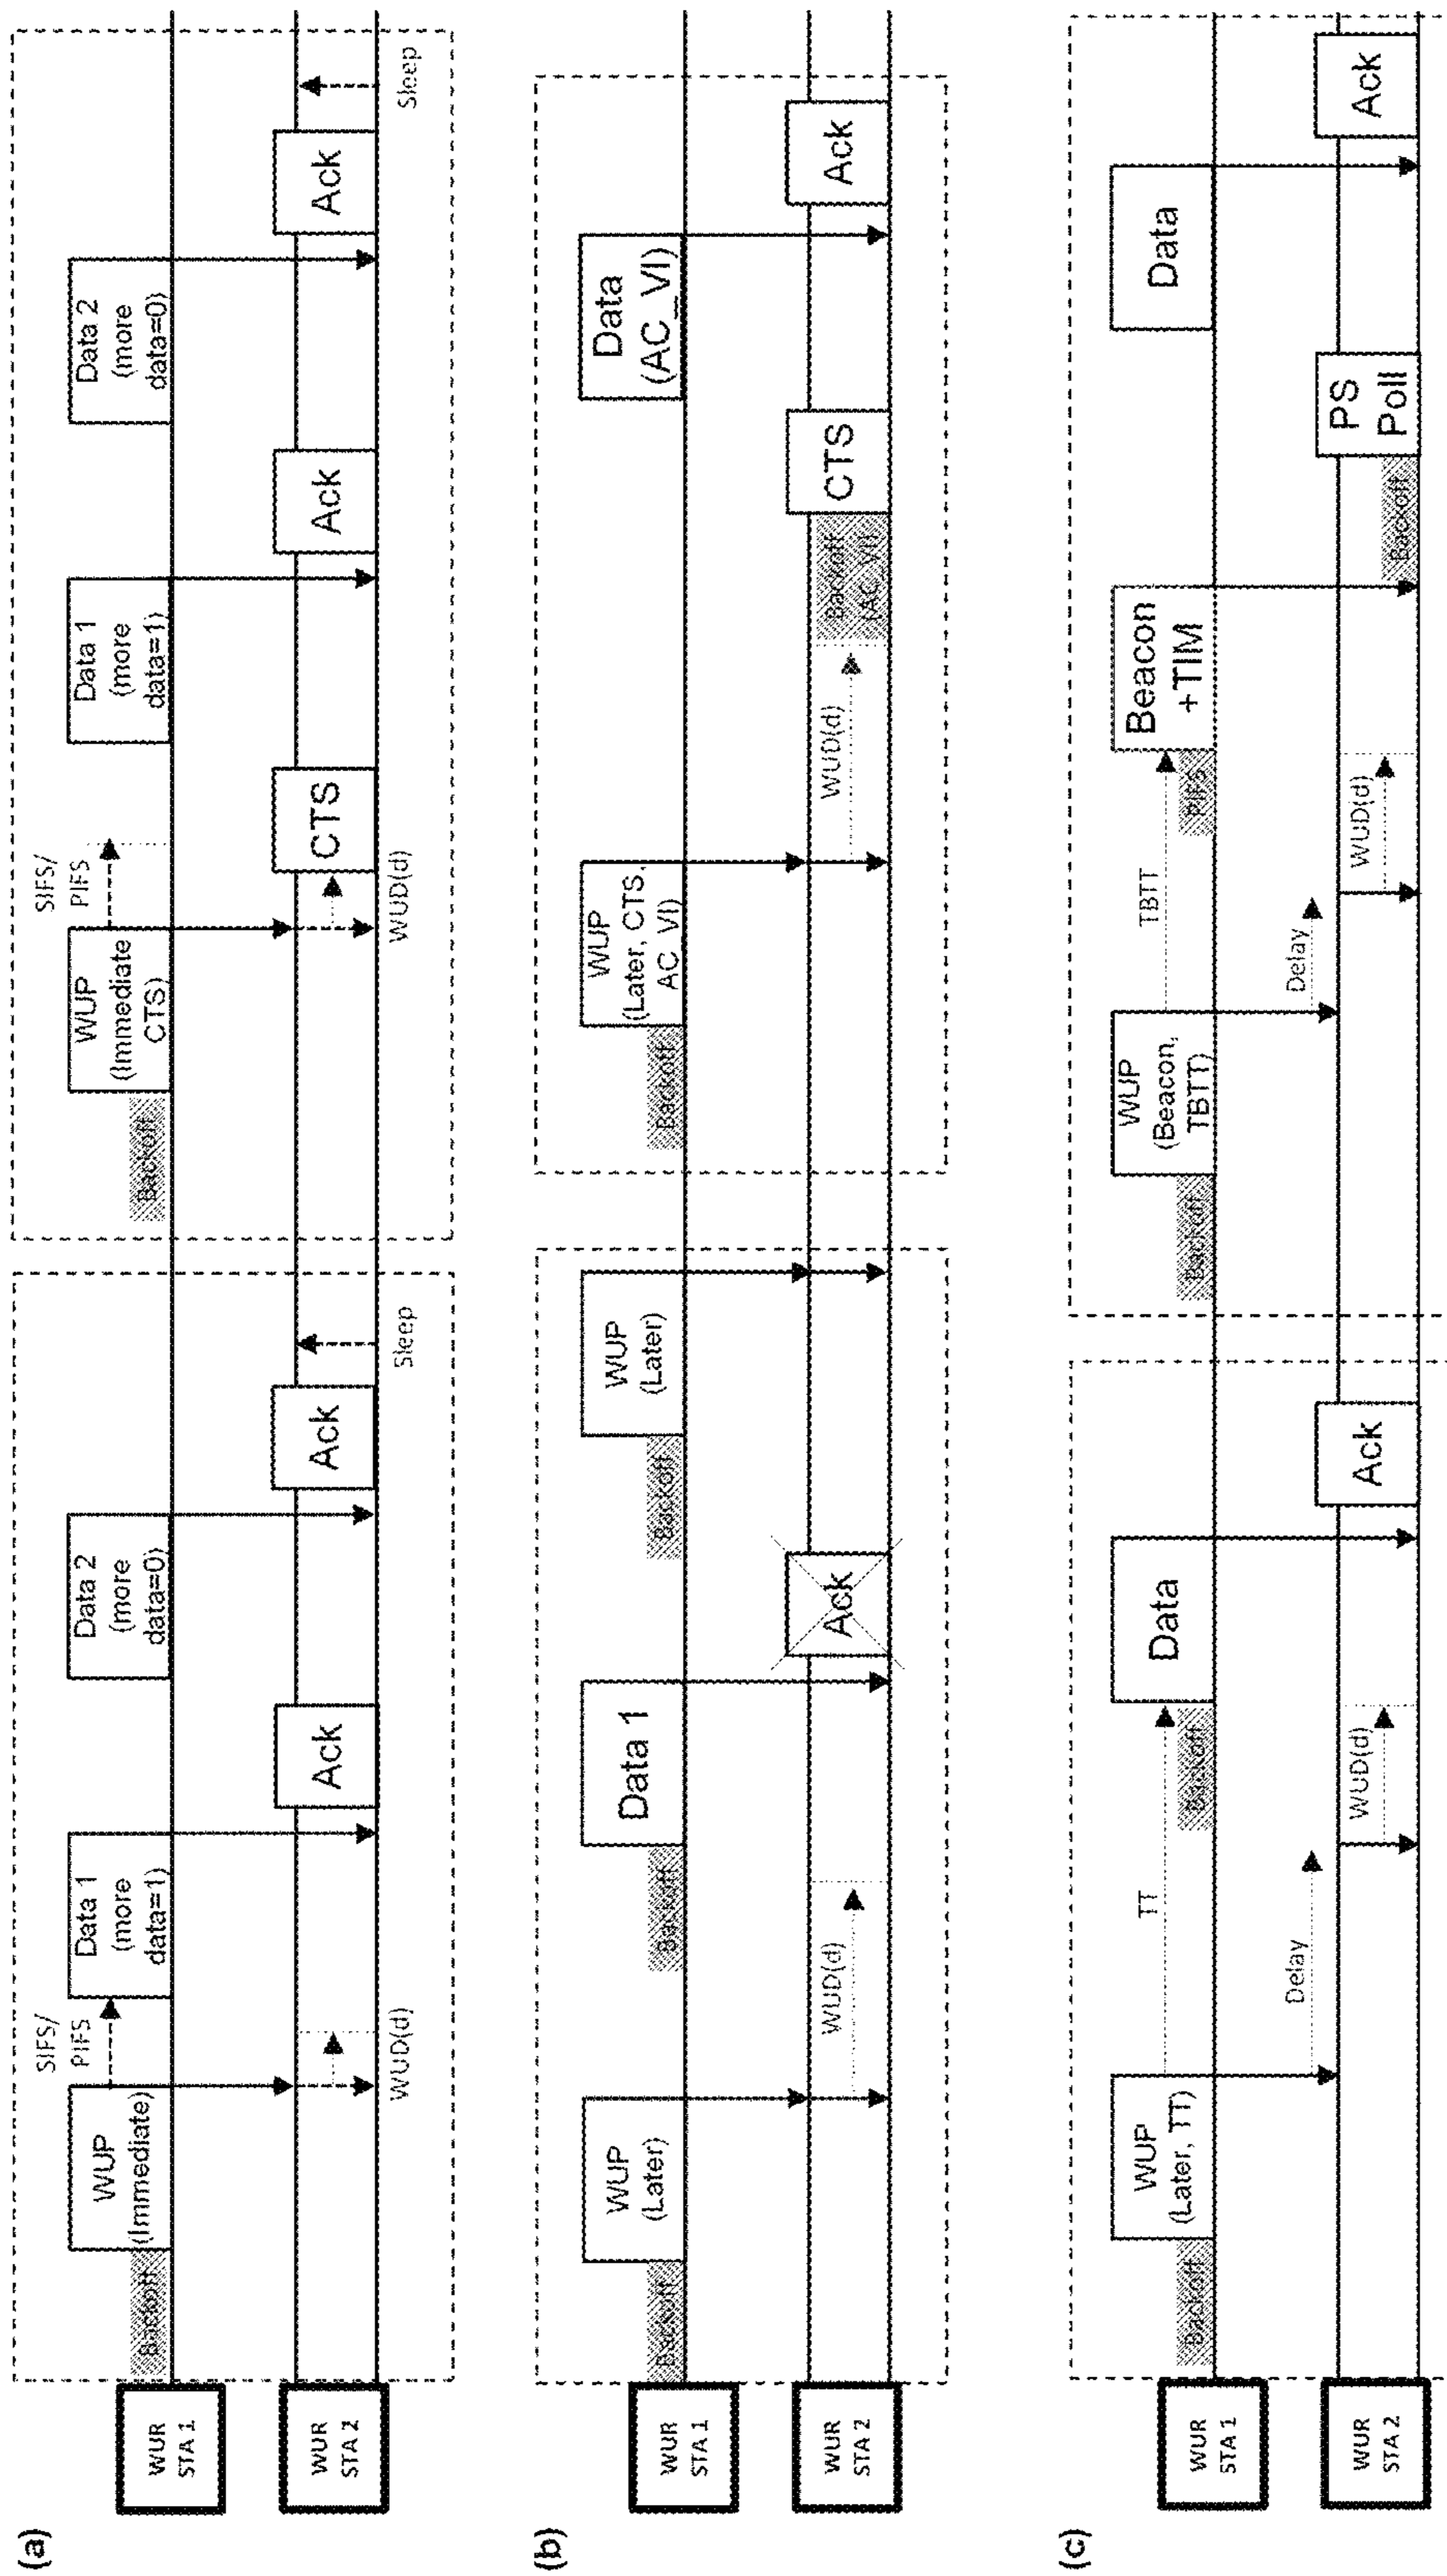 (a)
WUR
STA 1
WUR
STA 2
Backoff
WUP
(Immediate)
SIFS/
PIFS
WUD(d)
Data 1
(more
data=1)
Ack
Data 2
(more
data=0)
Ack
Sleep
Backoff
WUP
(Immediate
CTS)
SIFS/
PIFS
WUD(d)
CTS
Data 1
(more
data=1)
Ack
Data 2
(more
data=0)
Ack
Sleep
(b)
WUR
STA 1
WUR
STA 2
Backoff
WUP
(Later)
WUD(d)
Backoff
Data 1
Ack
Backoff
WUP
(Later)
Backoff
WUP
(Later, CTS,
AC_VI)
WUD(d)
Backoff
(AC_VI)
CTS
Data
(AC_VI)
Ack
(c)
WUR
STA 1
WUR
STA 2
Backoff
WUP
(Later, TT)
TT
Delay
WUD(d)
Backoff
Data
Ack
Backoff
WUP
(Beacon,
TBTT)
TBTT
Delay
WUD(d)
PIFS
Beacon
+TIM
Backoff
PS
Poll
Data
Ack